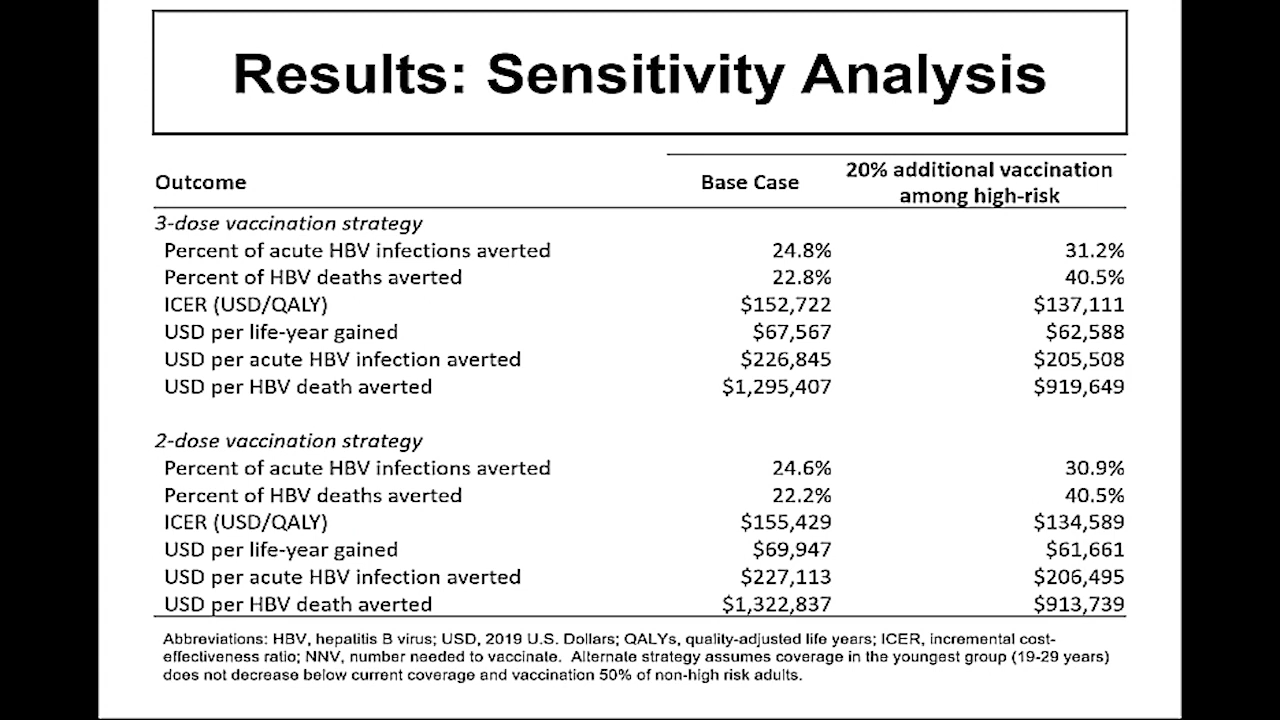 Results: Sensitivity Analysis
Outcome Base Case 20% additional vaccination among high-risk
3-dose vaccination strategy
Percent of acute HBV infections averted 24.8% 31.2%
Percent of HBV deaths averted 22.8% 40.5%
ICER (USD/QALY) $152,722 $137,111
USD per life-year gained $67,567 $62,588
USD per acute HBV infection averted $226,845 $205,508
USD per HBV death averted $1,295,407 $919,649
2-dose vaccination strategy
Percent of acute HBV infections averted 24.6% 30.9%
Percent of HBV deaths averted 22.2% 40.5%
ICER (USD/QALY) $155,429 $134,589
USD per life-year gained $69,947 $61,661
USD per acute HBV infection averted $227,113 $206,495
USD per HBV death averted $1,322,837 $913,739
Abbreviations: HBV, hepatitis B virus; USD, 2019 U.S. Dollars; QALYs, quality-adjusted life years; ICER, incremental cost-
effectiveness ratio; NNV, number needed to vaccinate. Alternate strategy assumes coverage in the youngest group (19-29 years)
does not decrease below current coverage and vaccination 50% of non-high risk adults.